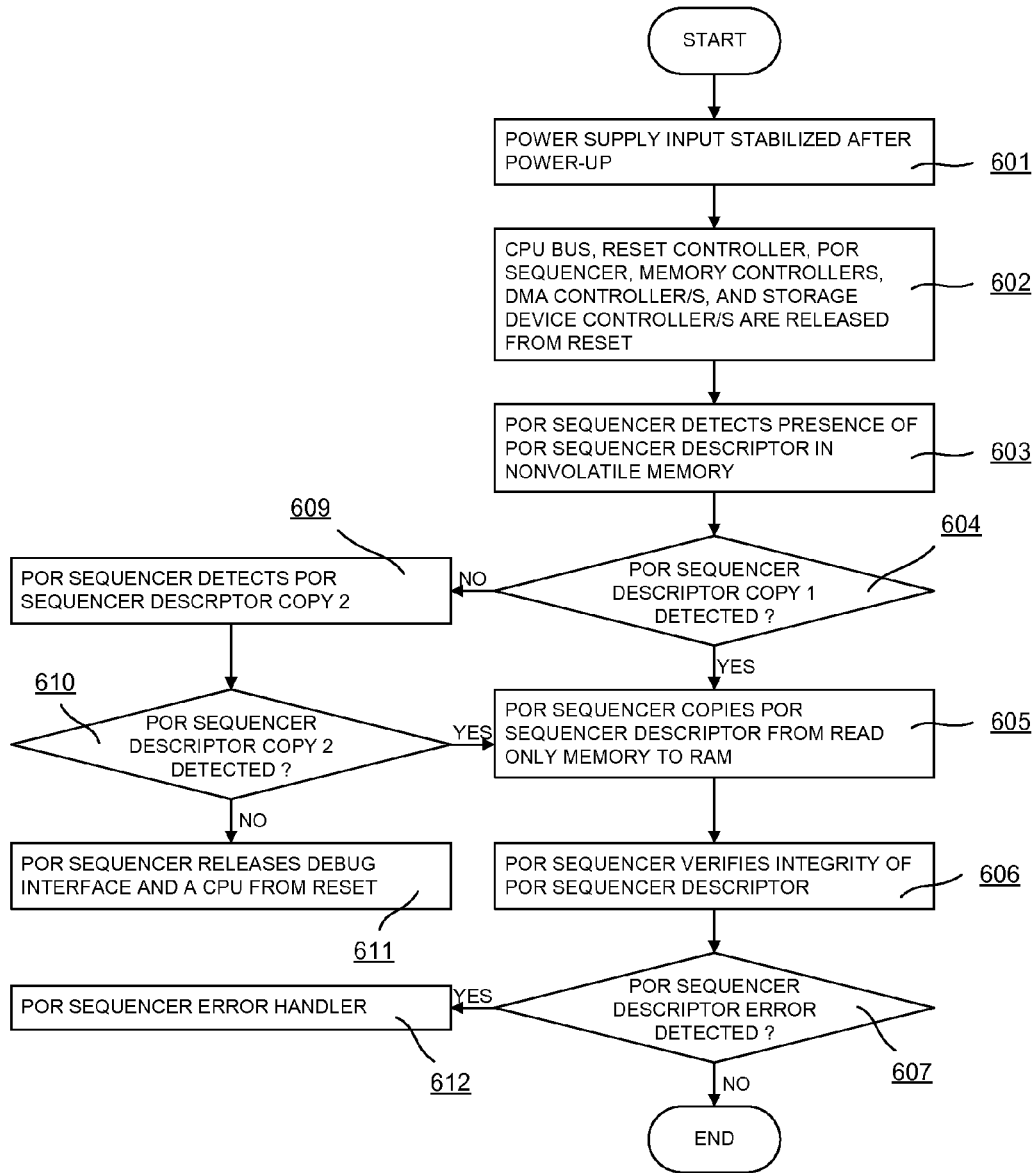 START
POWER SUPPLY INPUT STABILIZED AFTER
POWER-UP
601
CPU BUS, RESET CONTROLLER, POR
SEQUENCER, MEMORY CONTROLLERS,
DMA CONTROLLER/S, AND STORAGE
DEVICE CONTROLLER/S ARE RELEASED
FROM RESET
602
POR SEQUENCER DETECTS PRESENCE OF
POR SEQUENCER DESCRIPTOR IN
NONVOLATILE MEMORY
603
POR SEQUENCER
DESCRIPTOR COPY 1
DETECTED ?
604
NO
YES
609
POR SEQUENCER DETECTS POR
SEQUENCER DESCRPTOR COPY 2
610
POR SEQUENCER
DESCRIPTOR COPY 2
DETECTED ?
YES
NO
POR SEQUENCER COPIES POR
SEQUENCER DESCRIPTOR FROM READ
ONLY MEMORY TO RAM
605
POR SEQUENCER RELEASES DEBUG
INTERFACE AND A CPU FROM RESET
611
POR SEQUENCER VERIFIES INTEGRITY OF
POR SEQUENCER DESCRIPTOR
606
POR SEQUENCER
DESCRIPTOR ERROR
DETECTED ?
607
YES
POR SEQUENCER ERROR HANDLER
612
NO
END